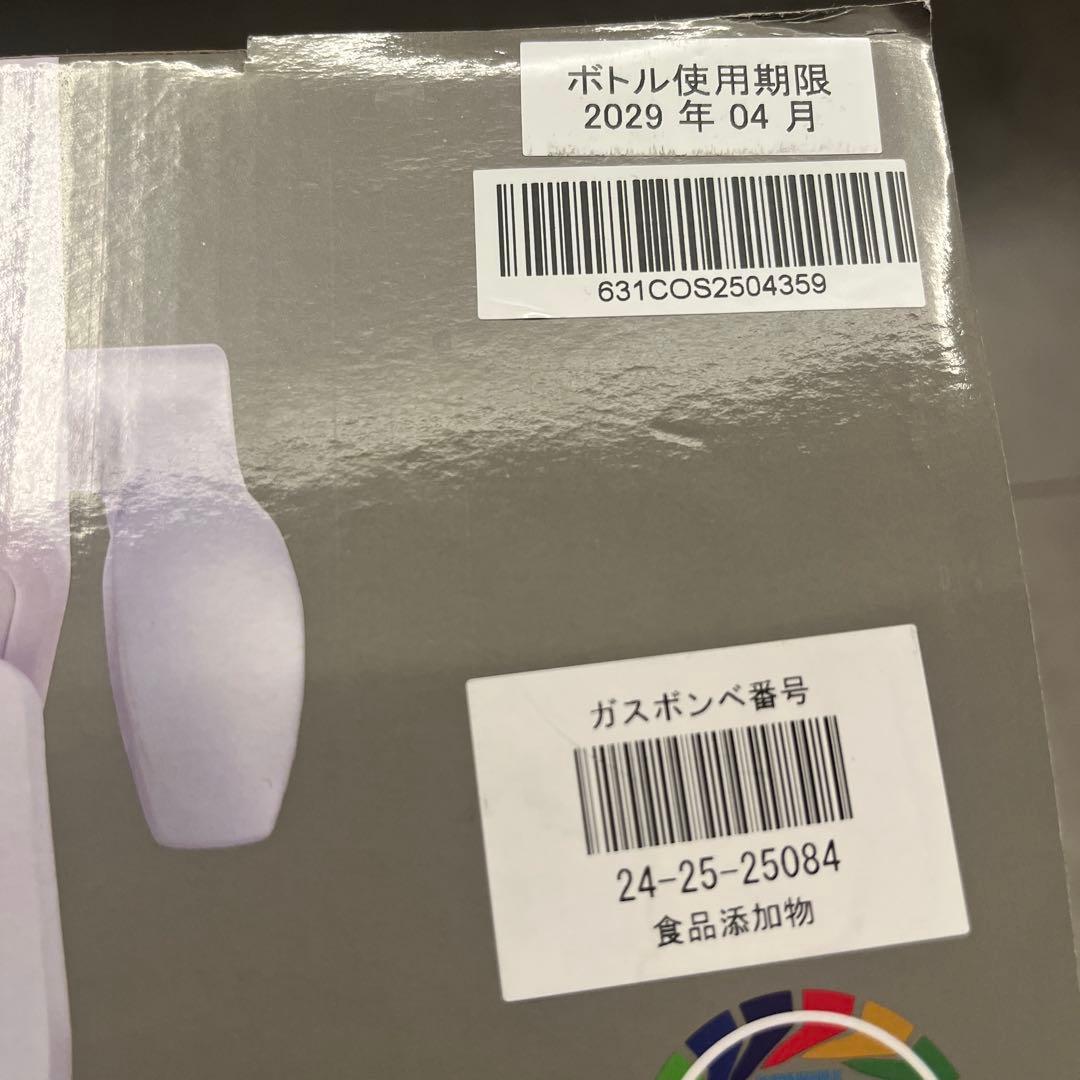 ボトル使用期限
2029 年 04 月
631COS2504359
ガスボンベ番号
24-25-25084
食品添加物